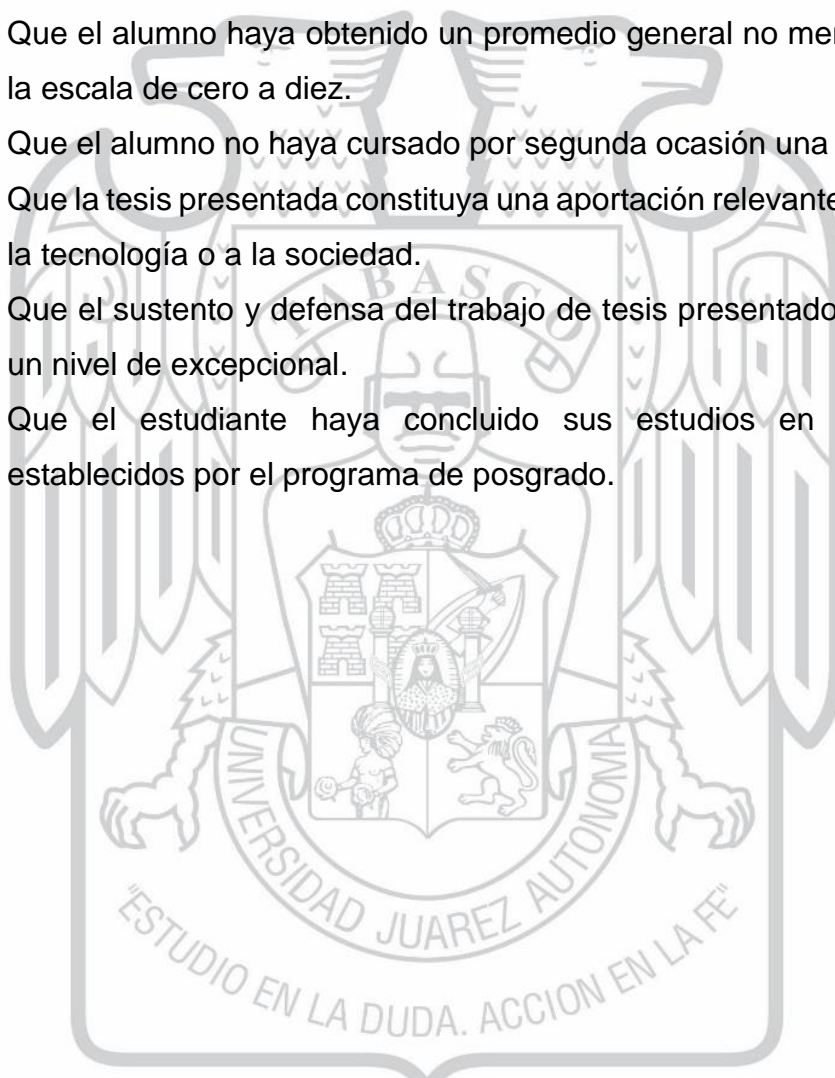 Que el alumno haya obtenido un promedio general no
la escala de cero a diez.
Que el alumno no haya cursado por segunda ocasión una
Que la tesis presentada constituya una aportación relevante
la tecnología o a la sociedad.
Que el sustento y defensa del trabajo de tesis presentado
un nivel de excepcional.
Que el estudiante haya concluido sus estudios en
establecidos por el programa de posgrado.
TABASCO
UNIVERSIDAD JUAREZ AUTONOMA
"ESTUDIO EN LA DUDA. ACCION EN LA FE"